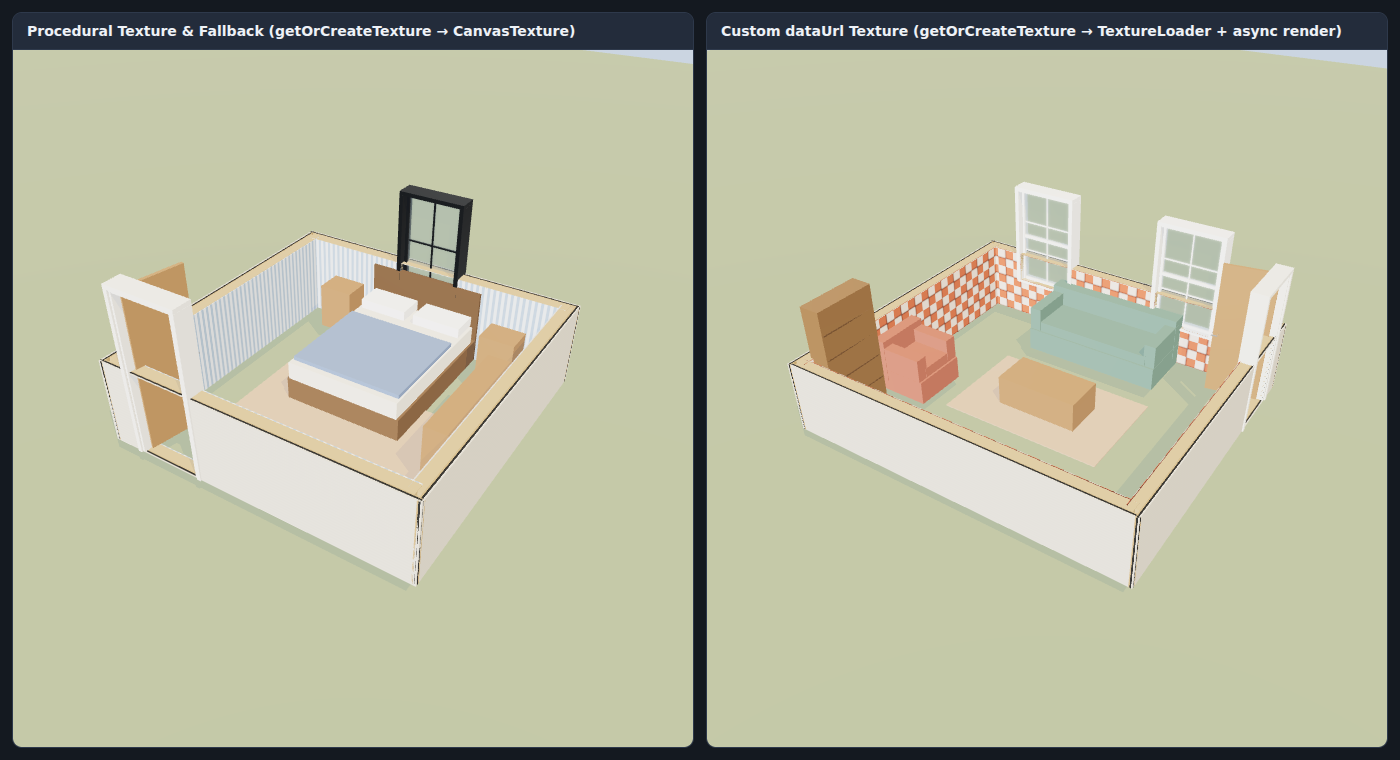 Procedural Texture & Fallback (getOrCreateTexture → CanvasTexture)
Custom dataUrl Texture (getOrCreateTexture → TextureLoader + async render)